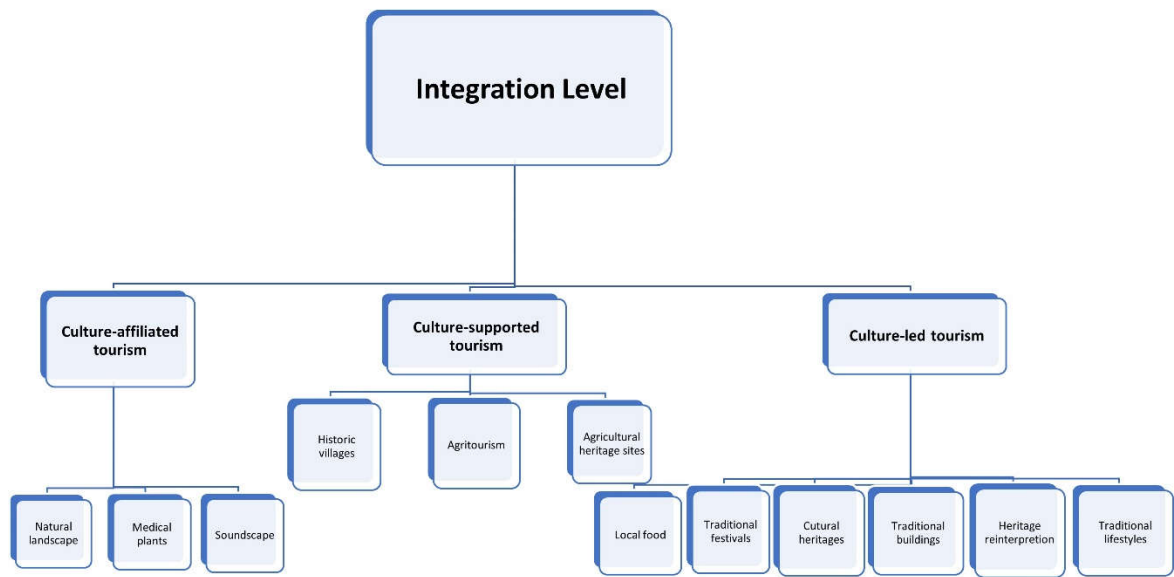 Integration Level
Culture-affiliated
tourism
Culture-supported
tourism
Culture-led tourism
Historic
villages
Agritourism
Agricultural
heritage sites
Natural
landscape
Medical
plants
Soundscape
Local food
Traditional
festivals
Cutural
heritages
Traditional
buildings
Heritage
reinterpretion
Traditional
lifestyles